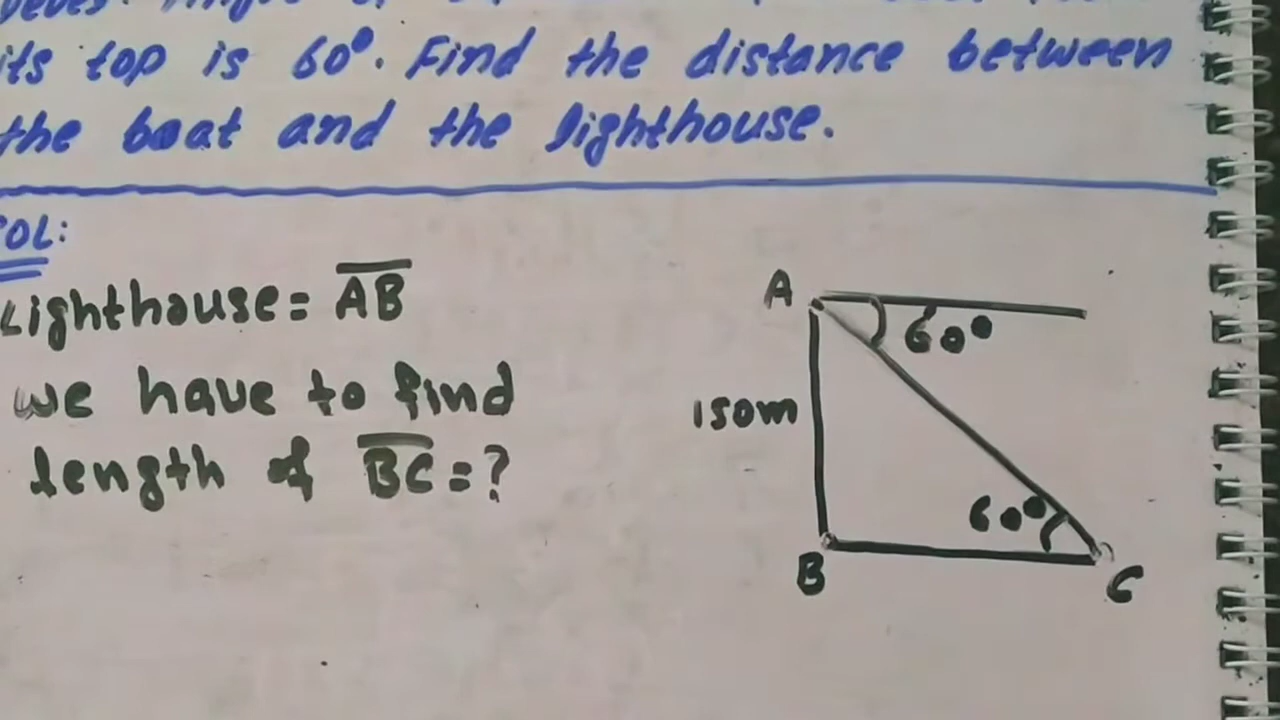 its top is 60°. Find the distance between
the boat and the lighthouse.
SOL:
Lighthouse = AB
we have to find
length of BC = ?
A
60°
150m
60°
B
C